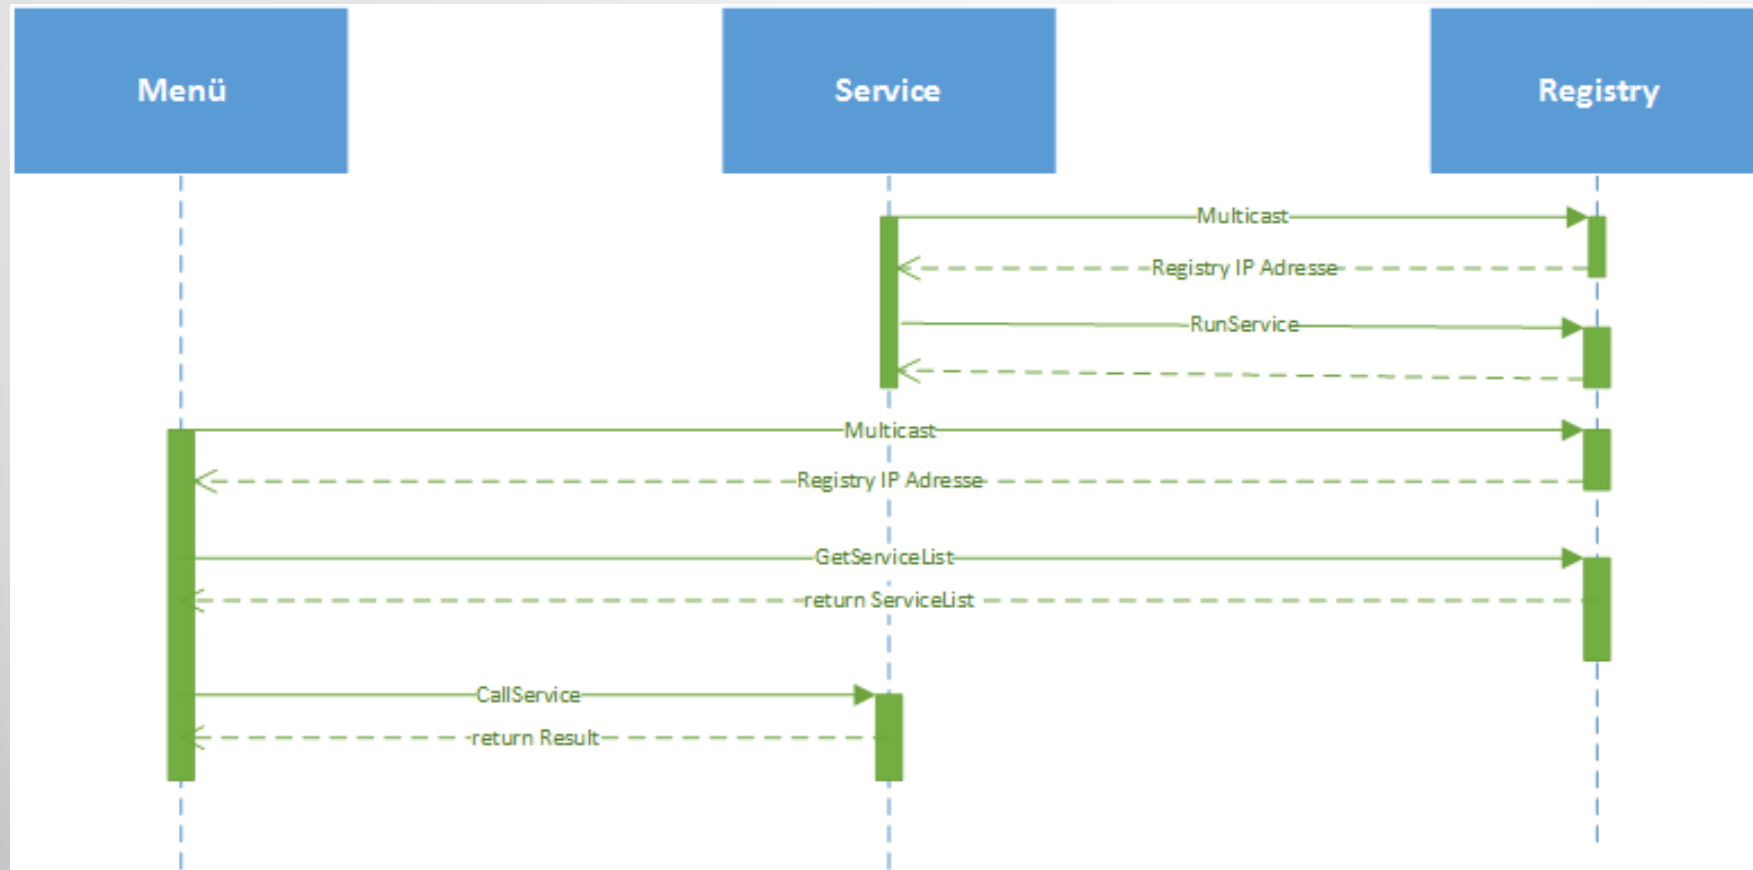 Menü
Service
Registry
Multicast
Registry IP Adresse
RunService
Multicast
Registry IP Adresse
GetServiceList
return ServiceList
CallService
return Result